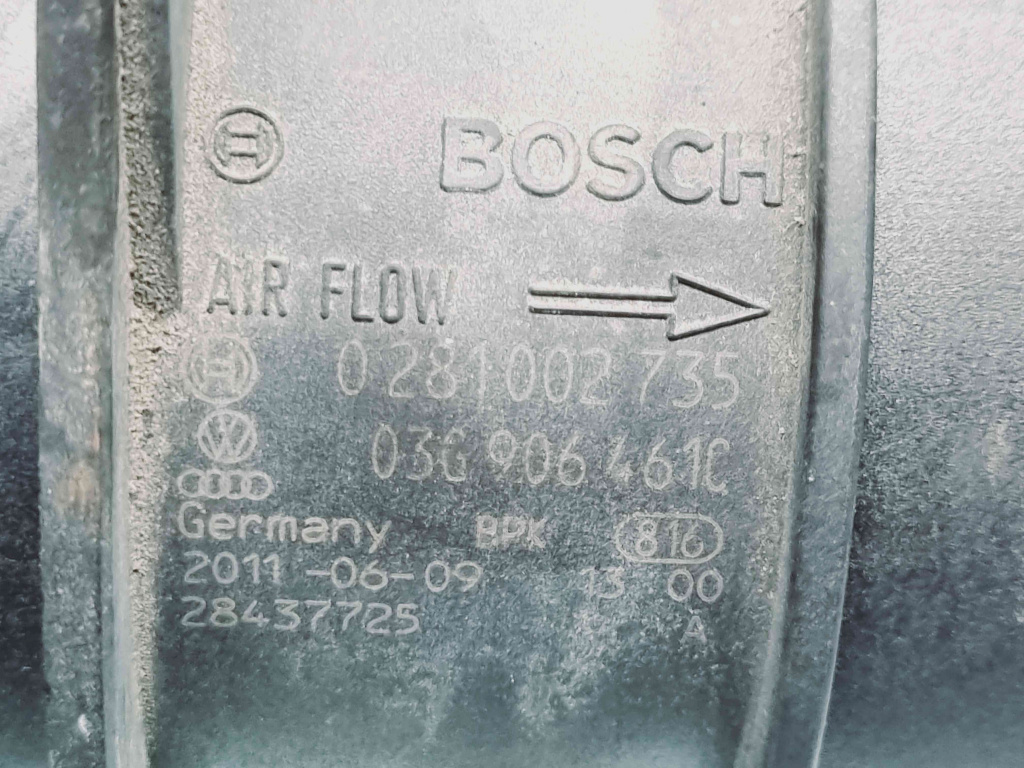 BOSCH
AIR FLOW
0 281 002 735
03G 906 461C
Germany BPK 816
2011-06-09 13 00
28437725 A